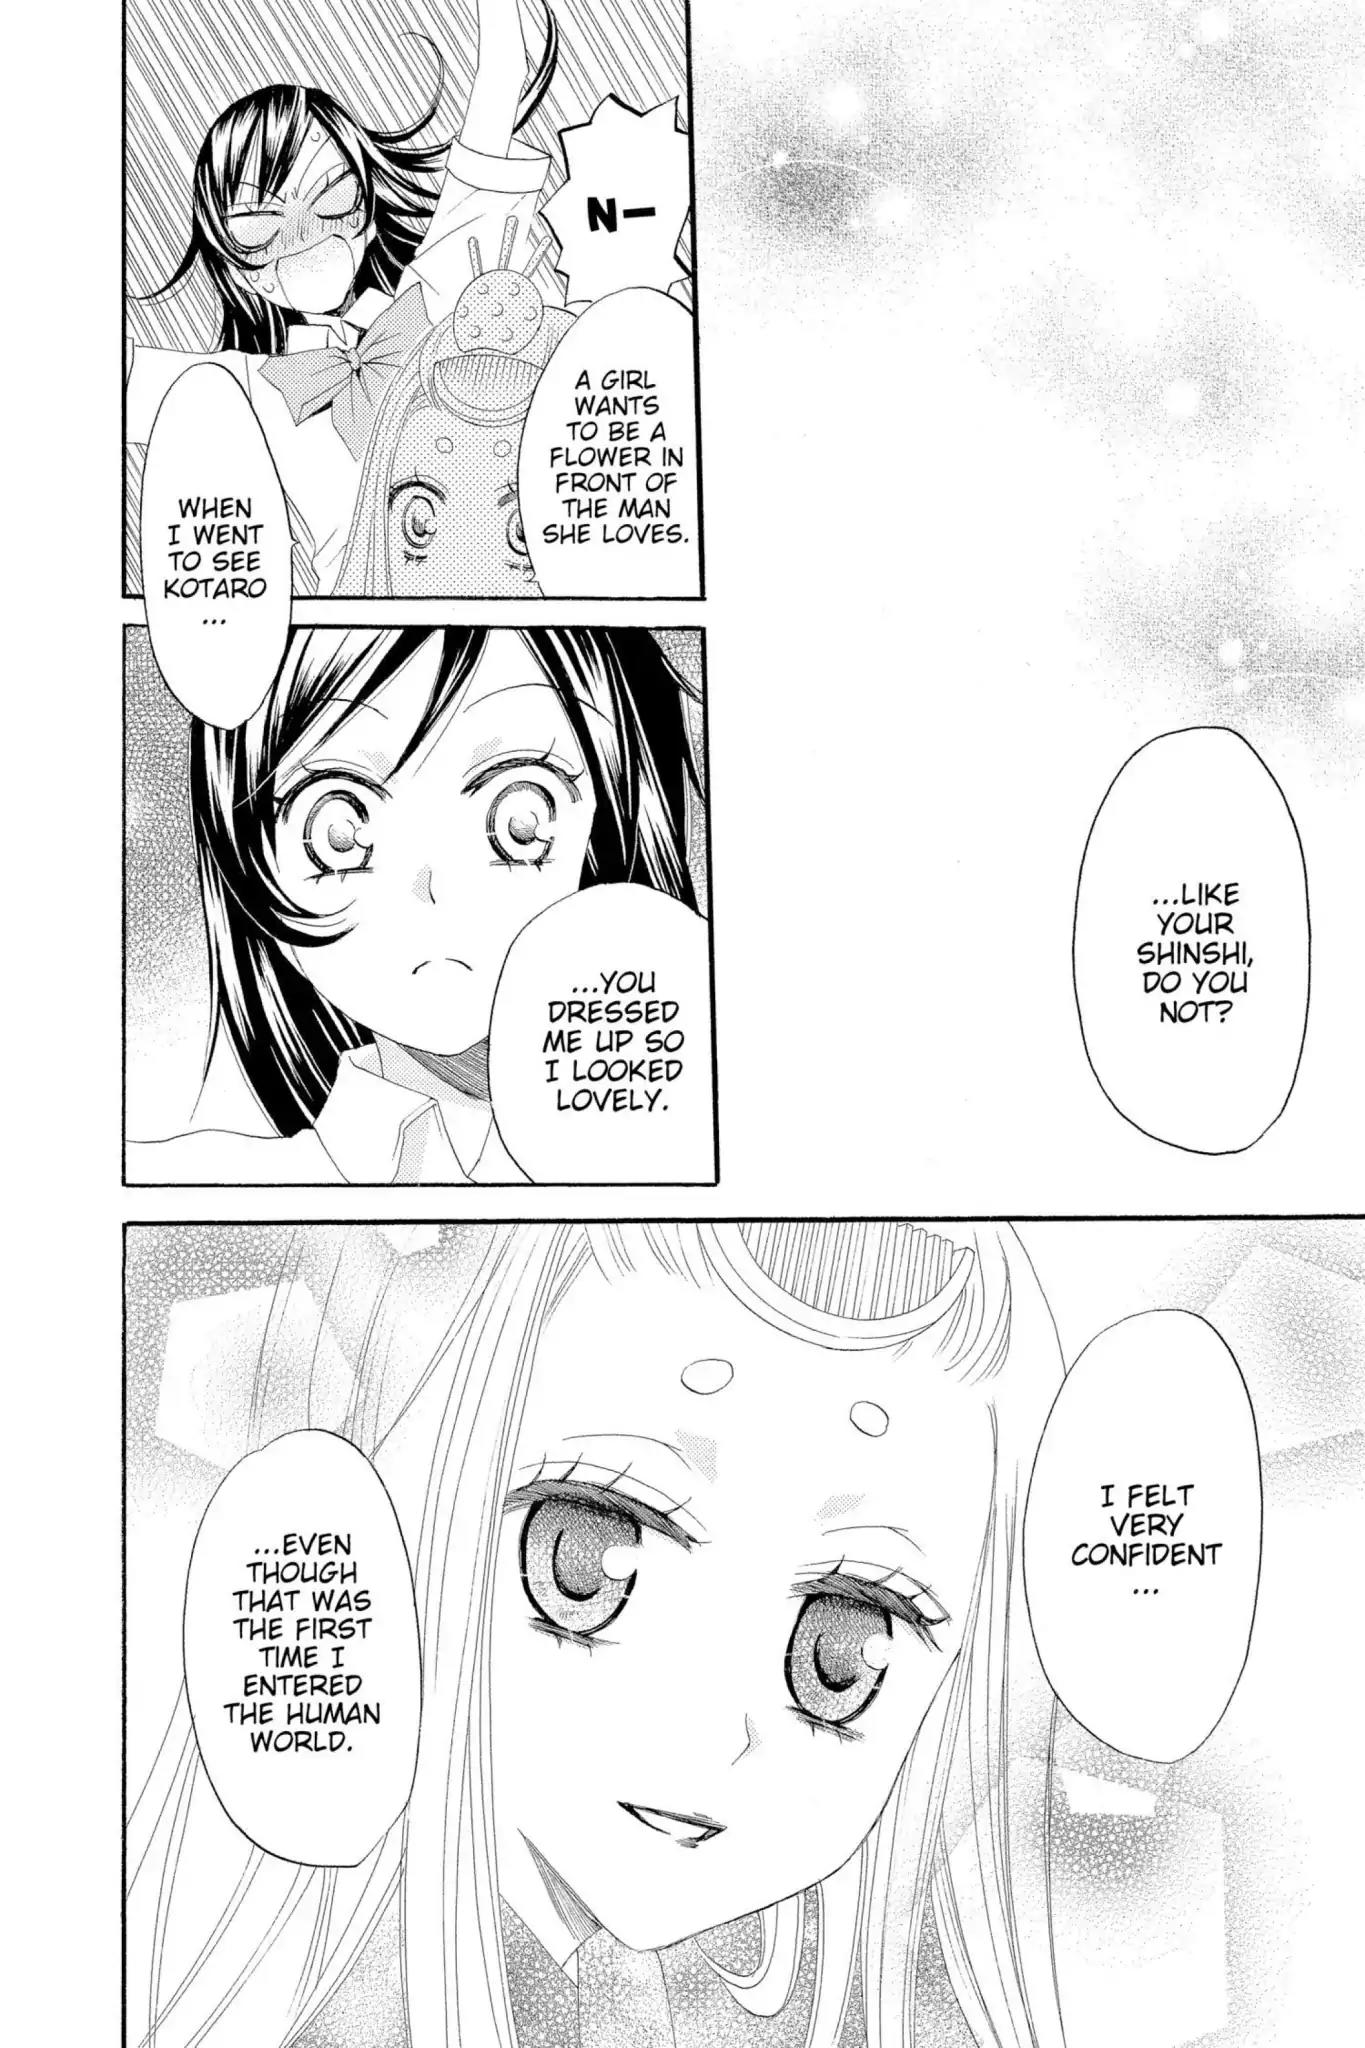 ...LIKE
YOUR
SHINSHI,
DO YOU
NOT?
N—
A GIRL
WANTS
TO BE A
FLOWER IN
FRONT OF
THE MAN
SHE LOVES.
WHEN
I WENT
TO SEE
KOTARO
...
...YOU
DRESSED
ME UP SO
I LOOKED
LOVELY.
I FELT
VERY
CONFIDENT
...
...EVEN
THOUGH
THAT WAS
THE FIRST
TIME I
ENTERED
THE HUMAN
WORLD.